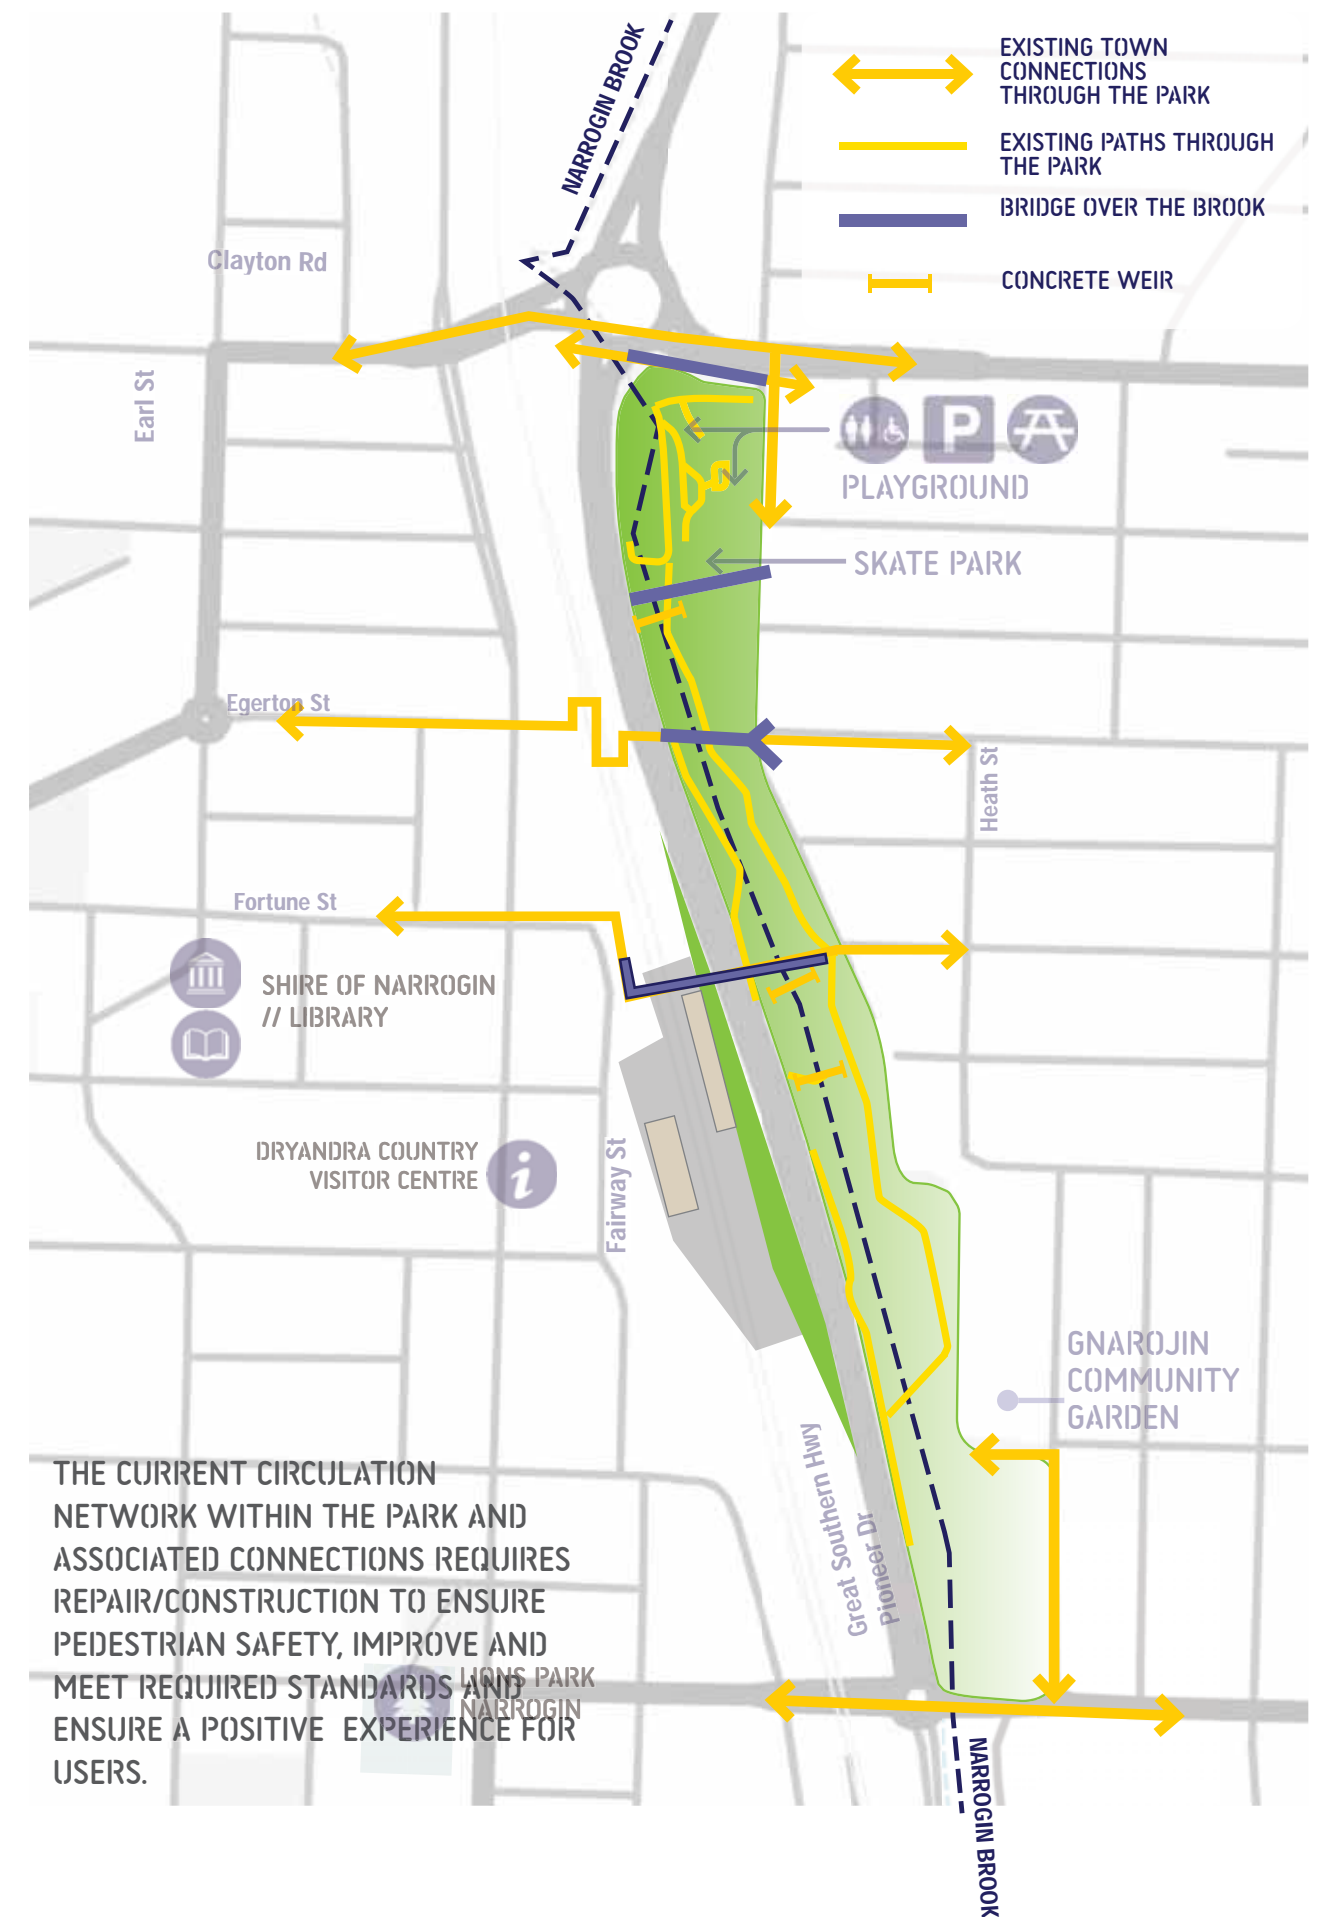 NARROGIN BROOK
EXISTING TOWN
CONNECTIONS
THROUGH THE PARK
EXISTING PATHS THROUGH
THE PARK
BRIDGE OVER THE BROOK
CONCRETE WEIR
Clayton Rd
Earl St
P
PLAYGROUND
SKATE PARK
Egerton St
Heath St
Fortune St
SHIRE OF NARROGIN
// LIBRARY
DRYANDRA COUNTRY
VISITOR CENTRE
i
Fairway St
GNAROJIN
COMMUNITY
GARDEN
Great Southern Hwy
Pioneer Dr
THE CURRENT CIRCULATION
NETWORK WITHIN THE PARK AND
ASSOCIATED CONNECTIONS REQUIRES
REPAIR/CONSTRUCTION TO ENSURE
PEDESTRIAN SAFETY, IMPROVE AND
MEET REQUIRED STANDARDS AND
ENSURE A POSITIVE EXPERIENCE FOR
USERS.
LIONS PARK
NARROGIN
NARROGIN BROOK